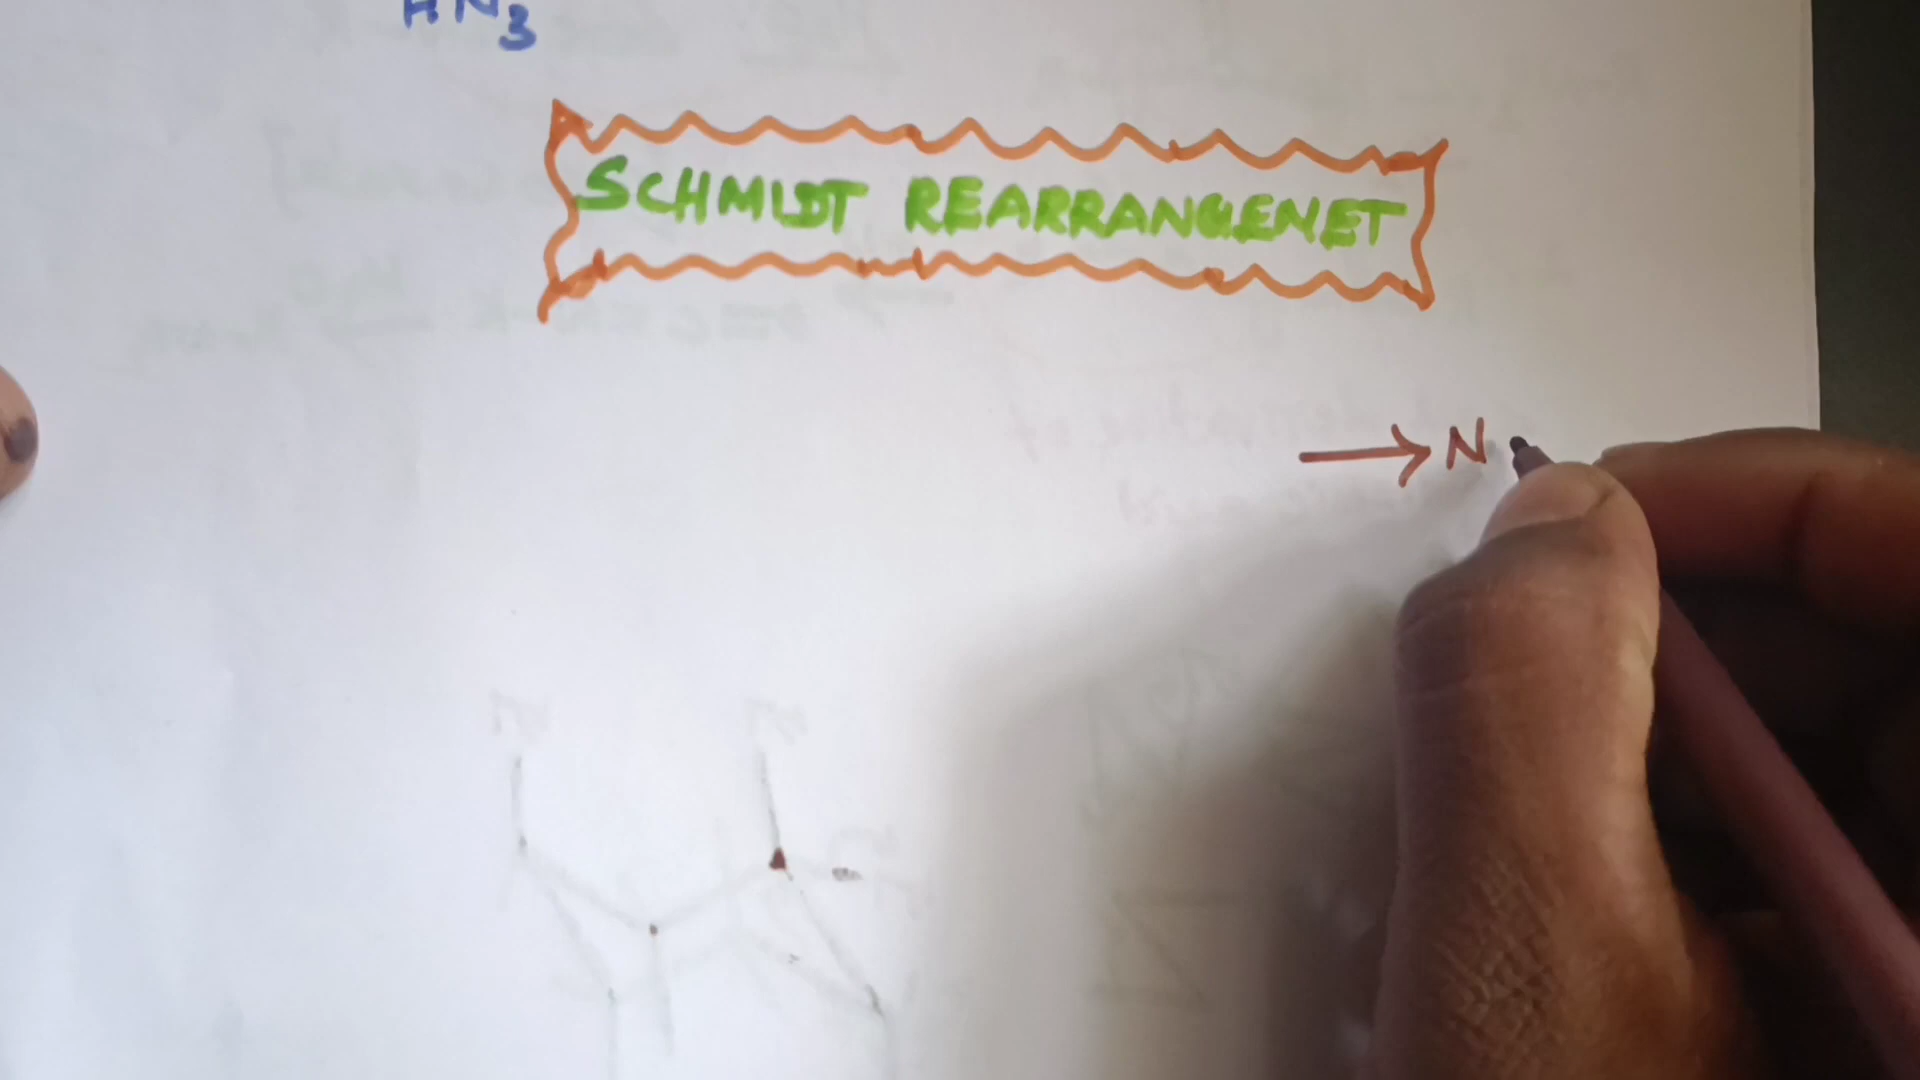 HN3
SCHMIDT REARRANGENET
→ N